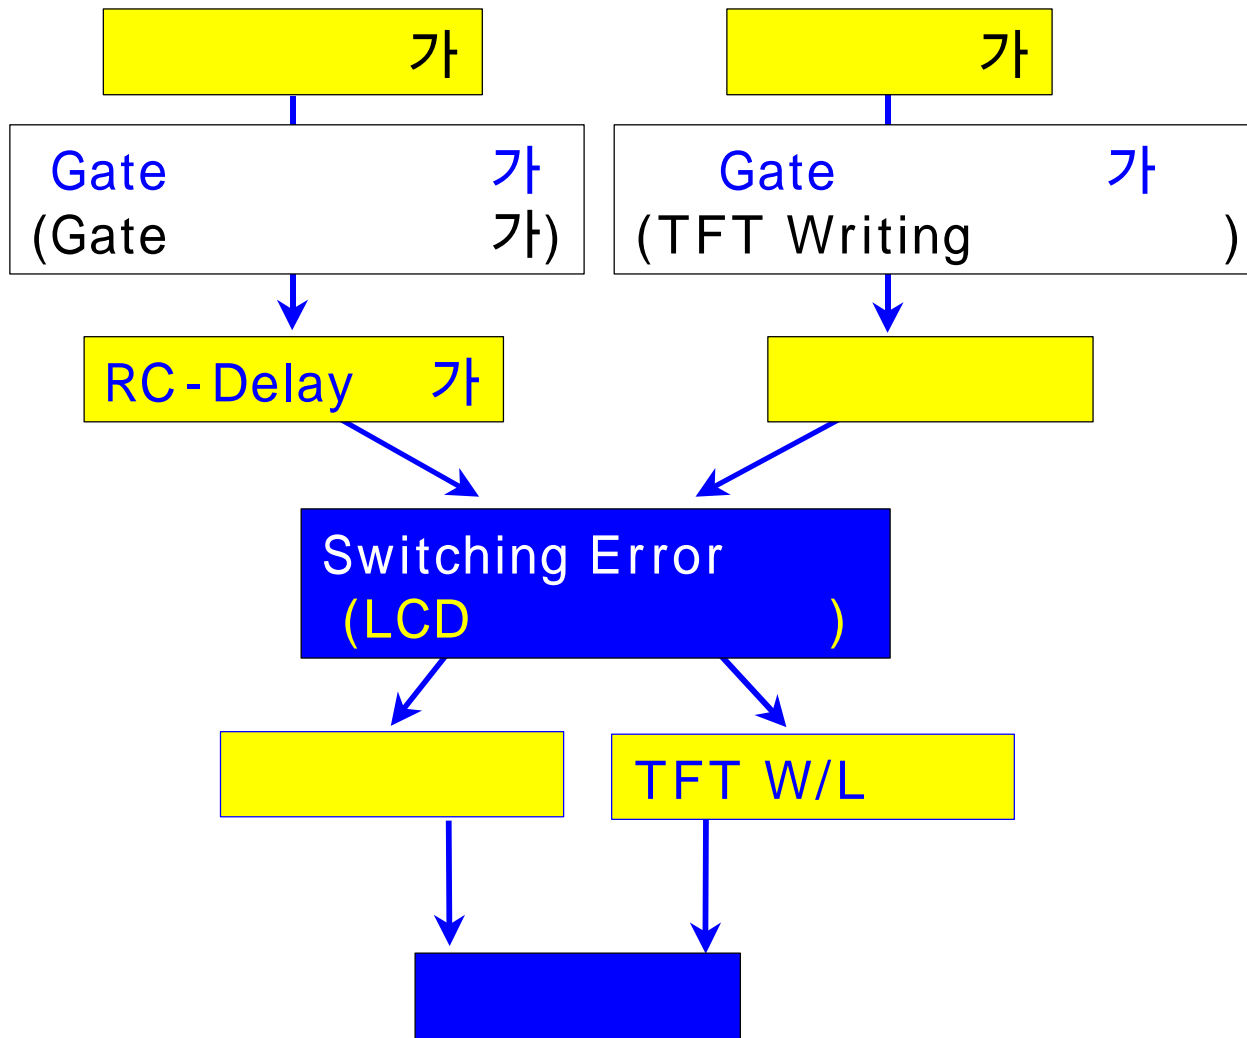 가
가
Gate 가
(Gate 가)
Gate 가
(TFT Writing )
RC-Delay 가
Switching Error
(LCD )
TFT W/L